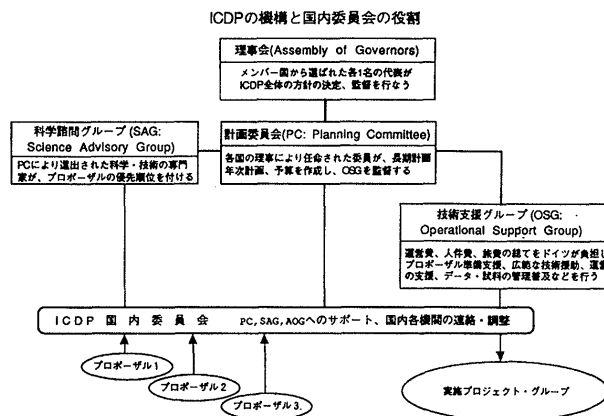 ICDPの機構と国内委員会の役割
理事会(Assembly of Governors)
メンバー国から選ばれた各1名の代表が
ICDP全体の方針の決定、監督を行なう
科学諮問グループ(SAG:
Science Advisory Group)
PCにより選出された科学・技術の専門
家が、プロポーザルの優先順位を付ける
計画委員会(PC: Planning Committee)
各国の理事により任命された委員が、長期計画
年次計画、予算を作成し、OSGを監督する
技術支援グループ(OSG:
Operational Support Group)
運営費、人件費、旅費の総てをドイツが負担し
プロポーザル準備支援、広範な技術援助、運営
の支援、データ・試料の管理普及などを行う
ICDP 国内委員会 PC,SAG,AOGへのサポート、国内各機関の連絡・調整
プロポーザル1
プロポーザル2
プロポーザル3.
実施プロジェクト・グループ